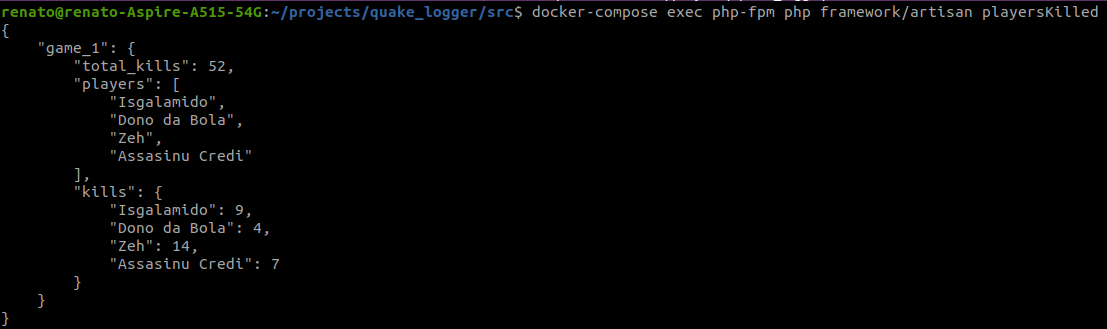 renato@renato-Aspire-A515-54G:~/projects/quake_logger/src$ docker-compose exec php-fpm php framework/artisan playersKilled
{
    "game_1": {
        "total_kills": 52,
        "players": [
            "Isgalamido",
            "Dono da Bola",
            "Zeh",
            "Assasinu Credi"
        ],
        "kills": {
            "Isgalamido": 9,
            "Dono da Bola": 4,
            "Zeh": 14,
            "Assasinu Credi": 7
        }
    }
}